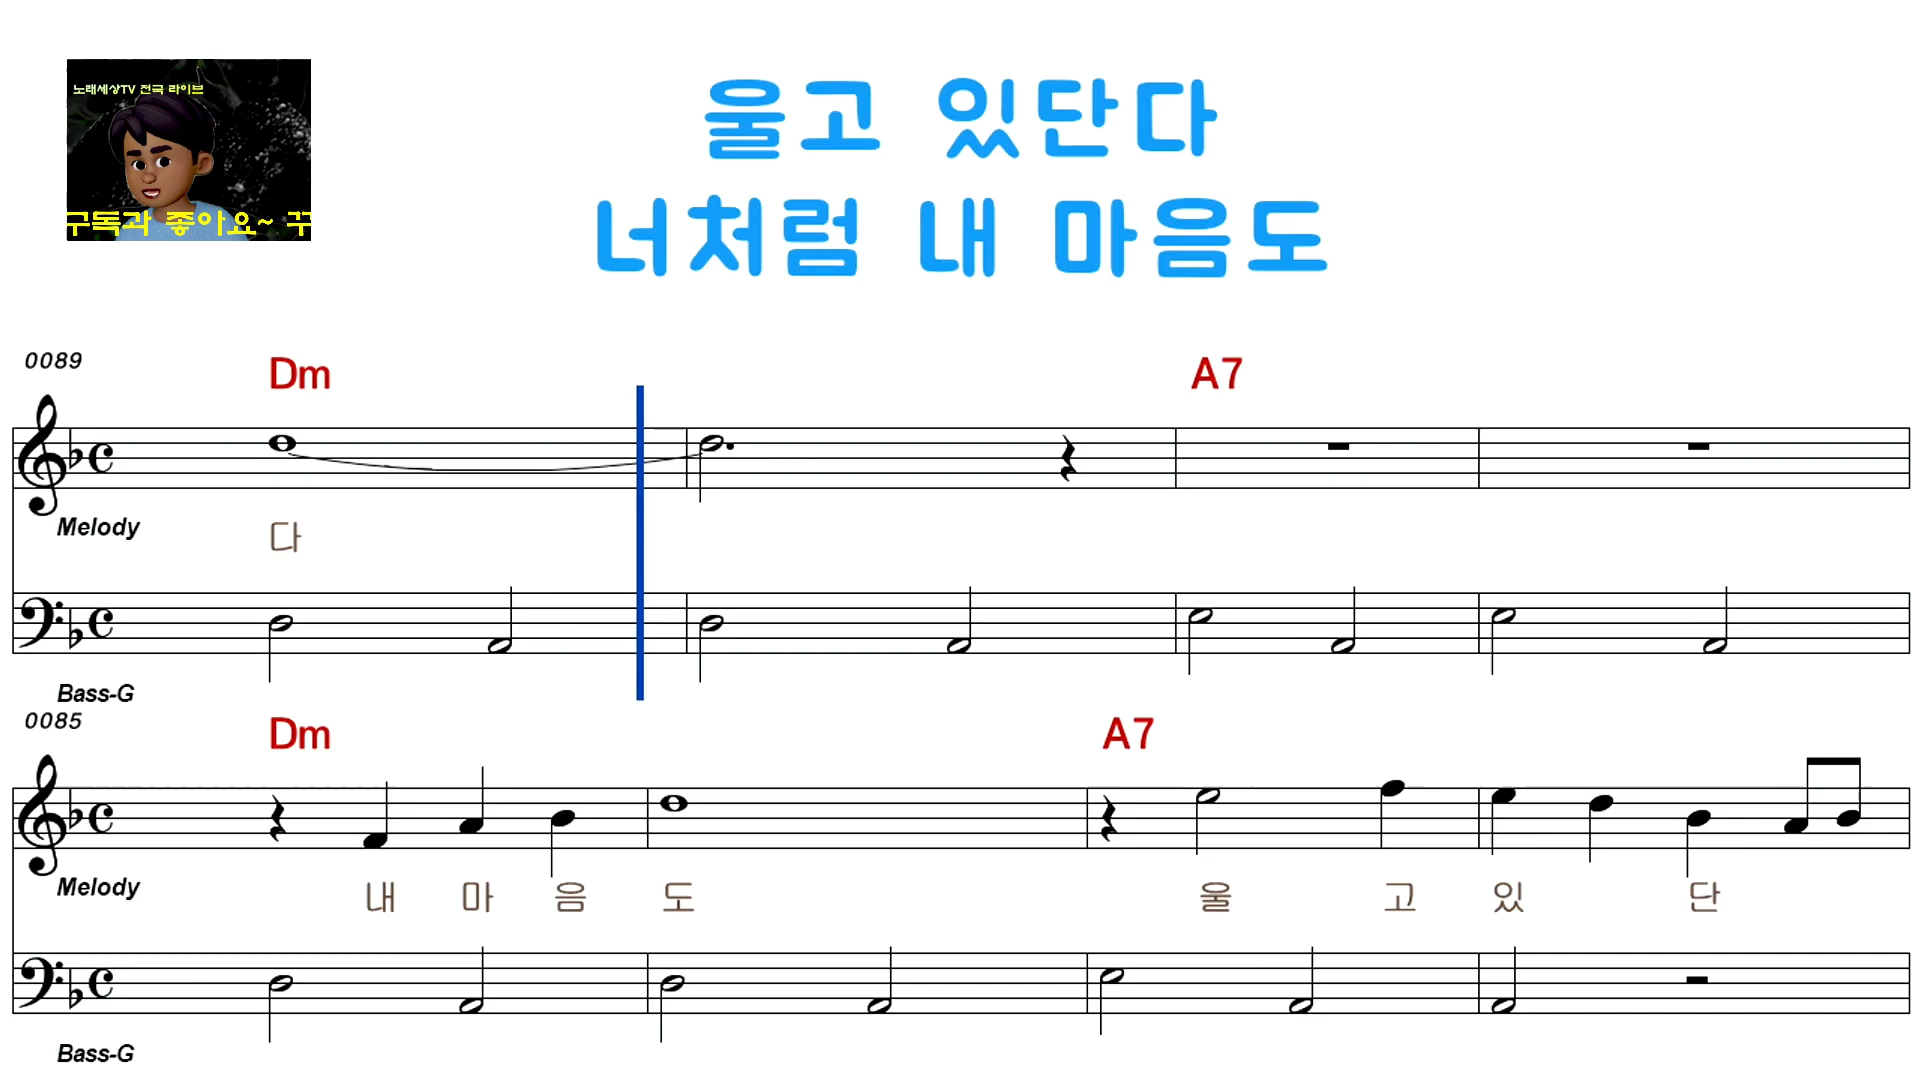 노래세상TV 전국 라이브
구독과 좋아요~ 꾸
울고 있단다
너처럼 내 마음도
0089
Dm A7
Melody
다
Bass-G
0085
Dm A7
Melody
내 마 음 도 울 고 있 단
Bass-G